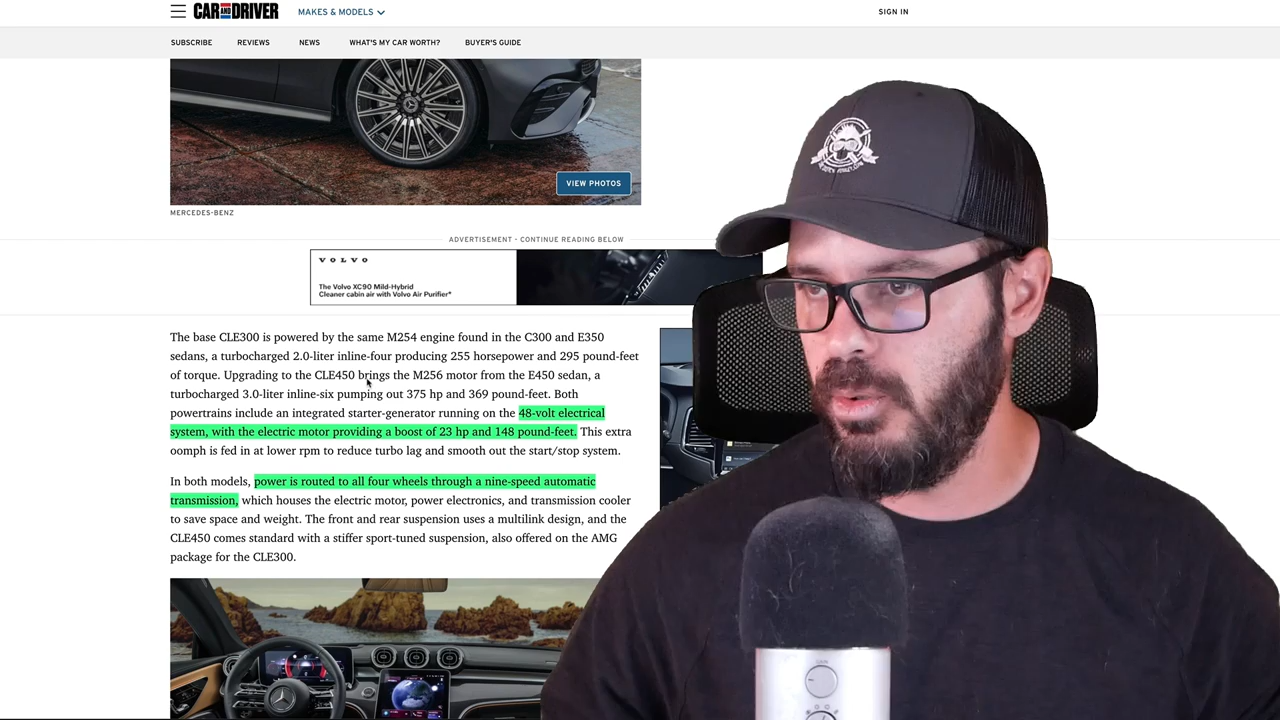 CAR AND DRIVER
MAKES & MODELS
SIGN IN
SUBSCRIBE
REVIEWS
NEWS
WHAT'S MY CAR WORTH?
BUYER'S GUIDE
VIEW PHOTOS
MERCEDES-BENZ
ADVERTISEMENT - CONTINUE READING BELOW
VOLVO
The Volvo XC90 Mild-Hybrid
Cleaner cabin air with Volvo Air Purifier*
The base CLE300 is powered by the same M254 engine found in the C300 and E350
sedans, a turbocharged 2.0-liter inline-four producing 255 horsepower and 295 pound-feet
of torque. Upgrading to the CLE450 brings the M256 motor from the E450 sedan, a
turbocharged 3.0-liter inline-six pumping out 375 hp and 369 pound-feet. Both
powertrains include an integrated starter-generator running on the 48-volt electrical
system, with the electric motor providing a boost of 23 hp and 148 pound-feet. This extra
oomph is fed in at lower rpm to reduce turbo lag and smooth out the start/stop system.
In both models, power is routed to all four wheels through a nine-speed automatic
transmission, which houses the electric motor, power electronics, and transmission cooler
to save space and weight. The front and rear suspension uses a multilink design, and the
CLE450 comes standard with a stiffer sport-tuned suspension, also offered on the AMG
package for the CLE300.